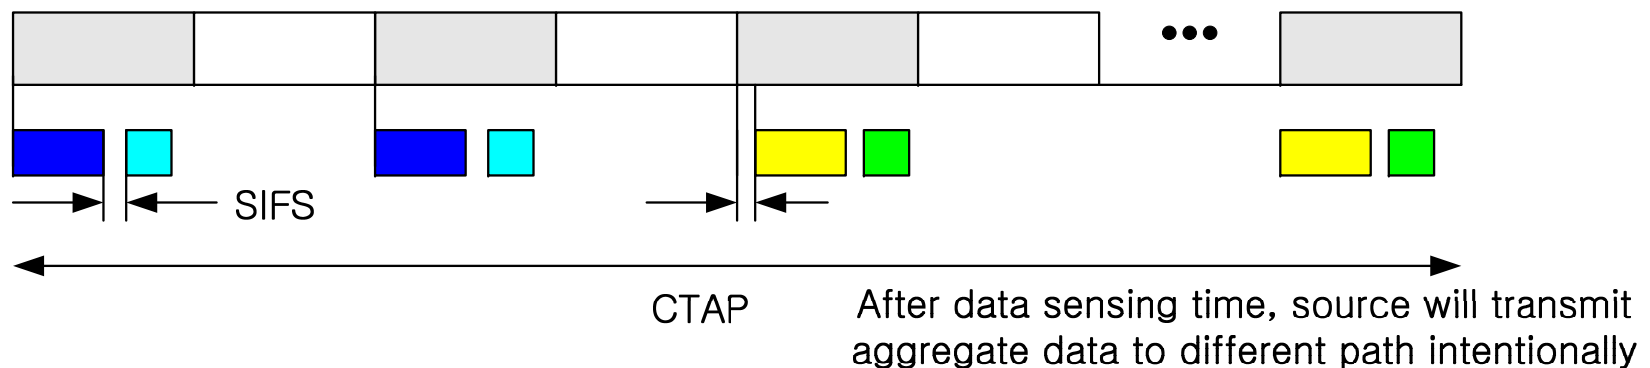 SIFS
CTAP
After data sensing time, source will transmit
aggregate data to different path intentionally